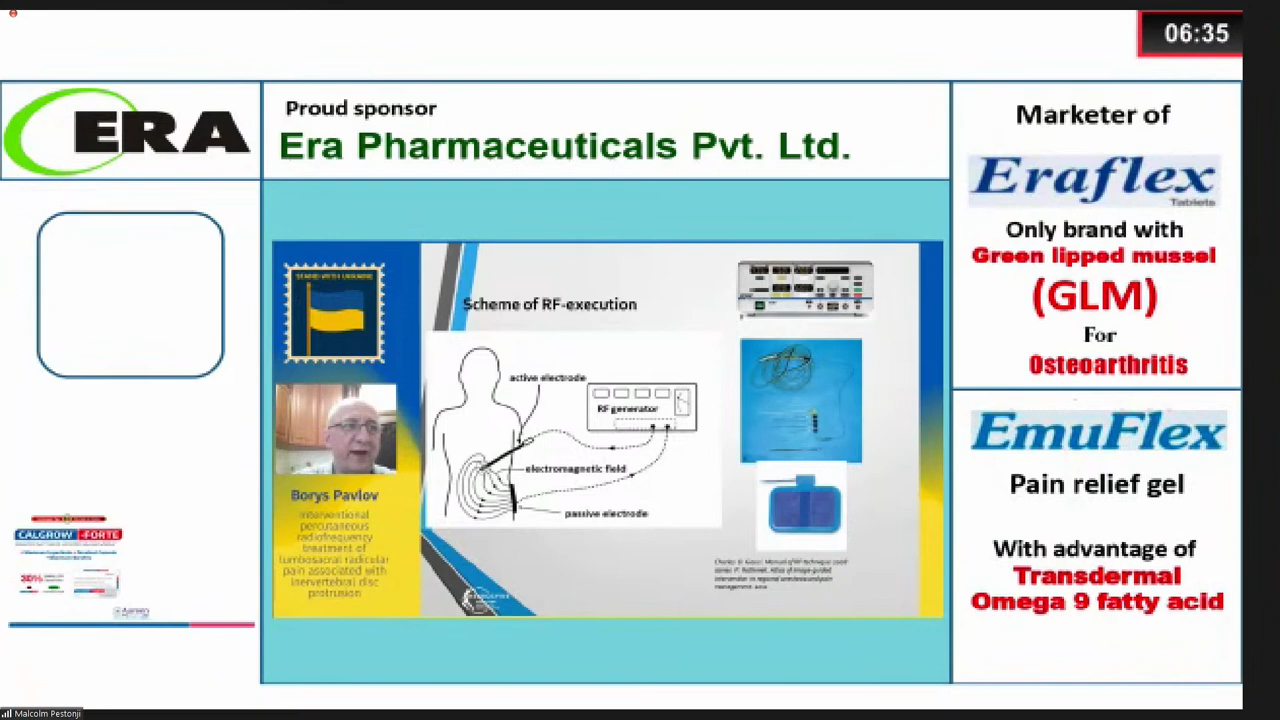 06:35
ERA
Proud sponsor
Era Pharmaceuticals Pvt. Ltd.
Marketer of
Eraflex
Tablets
Only brand with
Green lipped mussel
(GLM)
For
Osteoarthritis
EmuFlex
Pain relief gel
With advantage of
Transdermal
Omega 9 fatty acid
STAND WITH UKRAINE
Borys Pavlov
Interventional
percutaneous
radiofrequency
treatment of
lumbosacral radicular
pain associated with
inervertebral disc
protrusion
Scheme of RF-execution
active electrode
RF generator
electromagnetic field
passive electrode
CALGROW -FORTE
30%
Malcolm Pestonji